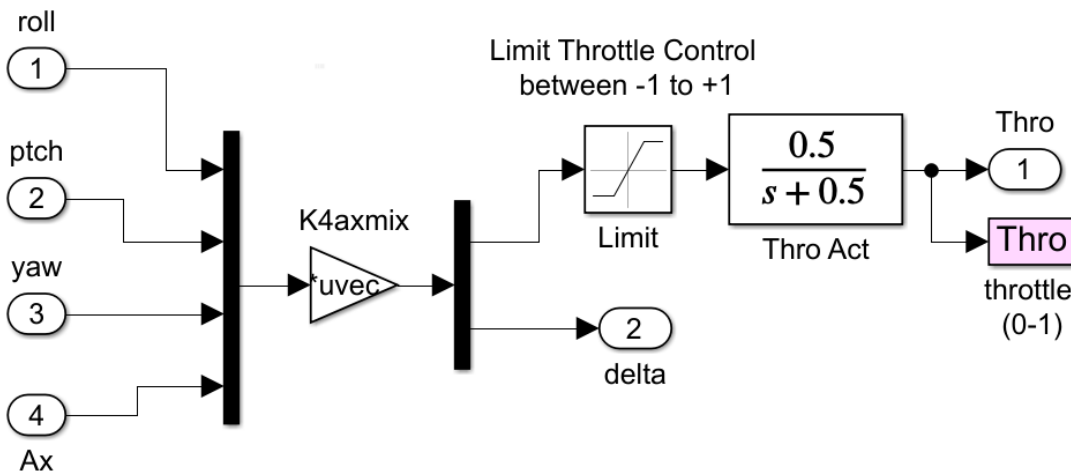 roll
1
ptch
2
yaw
3
4
Ax
K4axmix
*uvec
Limit Throttle Control
between -1 to +1
Limit
0.5
s + 0.5
Thro Act
Thro
1
Thro
throttle
(0-1)
2
delta